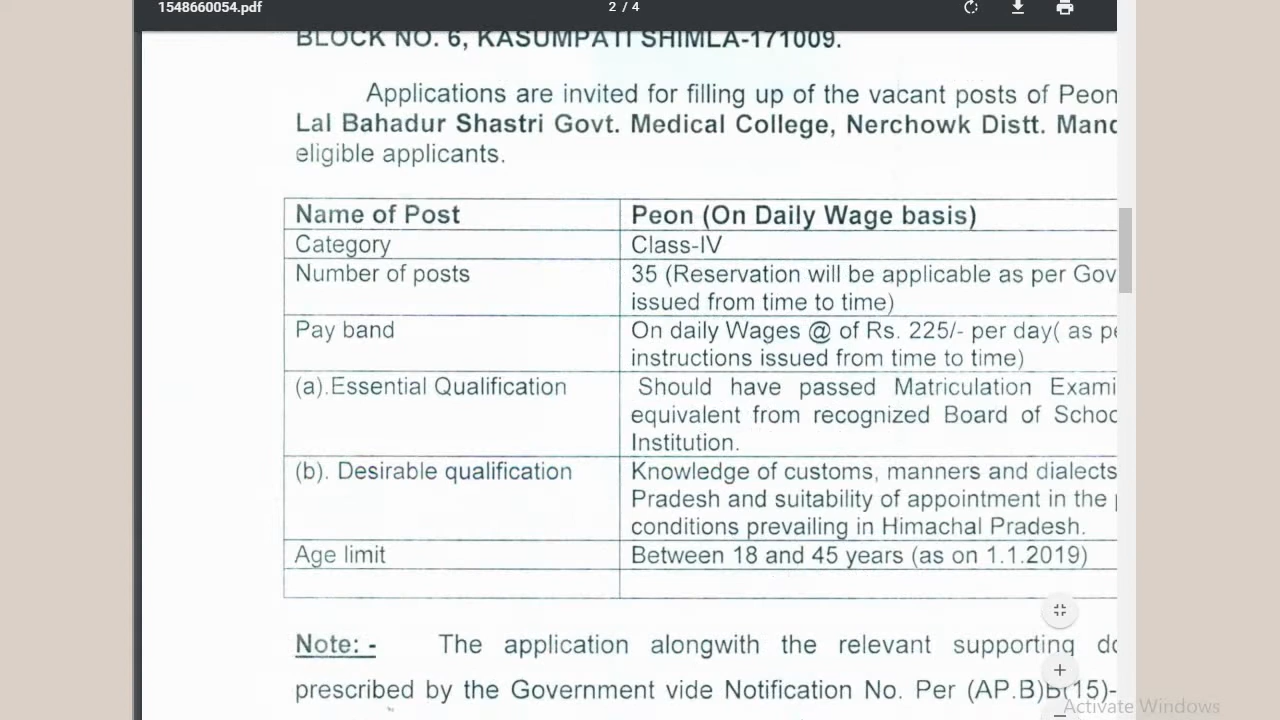 1548660054.pdf
2 / 4
BLOCK NO. 6, KASUMPATI SHIMLA-171009.
Applications are invited for filling up of the vacant posts of Peon
Lal Bahadur Shastri Govt. Medical College, Nerchowk Distt. Mand
eligible applicants.
Name of Post Peon (On Daily Wage basis)
Category Class-IV
Number of posts 35 (Reservation will be applicable as per Gov
issued from time to time)
Pay band On daily Wages @ of Rs. 225/- per day( as pe
instructions issued from time to time)
(a).Essential Qualification Should have passed Matriculation Exami
equivalent from recognized Board of Schoo
Institution.
(b). Desirable qualification Knowledge of customs, manners and dialects
Pradesh and suitability of appointment in the
conditions prevailing in Himachal Pradesh.
Age limit Between 18 and 45 years (as on 1.1.2019)
Note: - The application alongwith the relevant supporting do
prescribed by the Government vide Notification No. Per (AP.B)B(15)-
Activate Windows